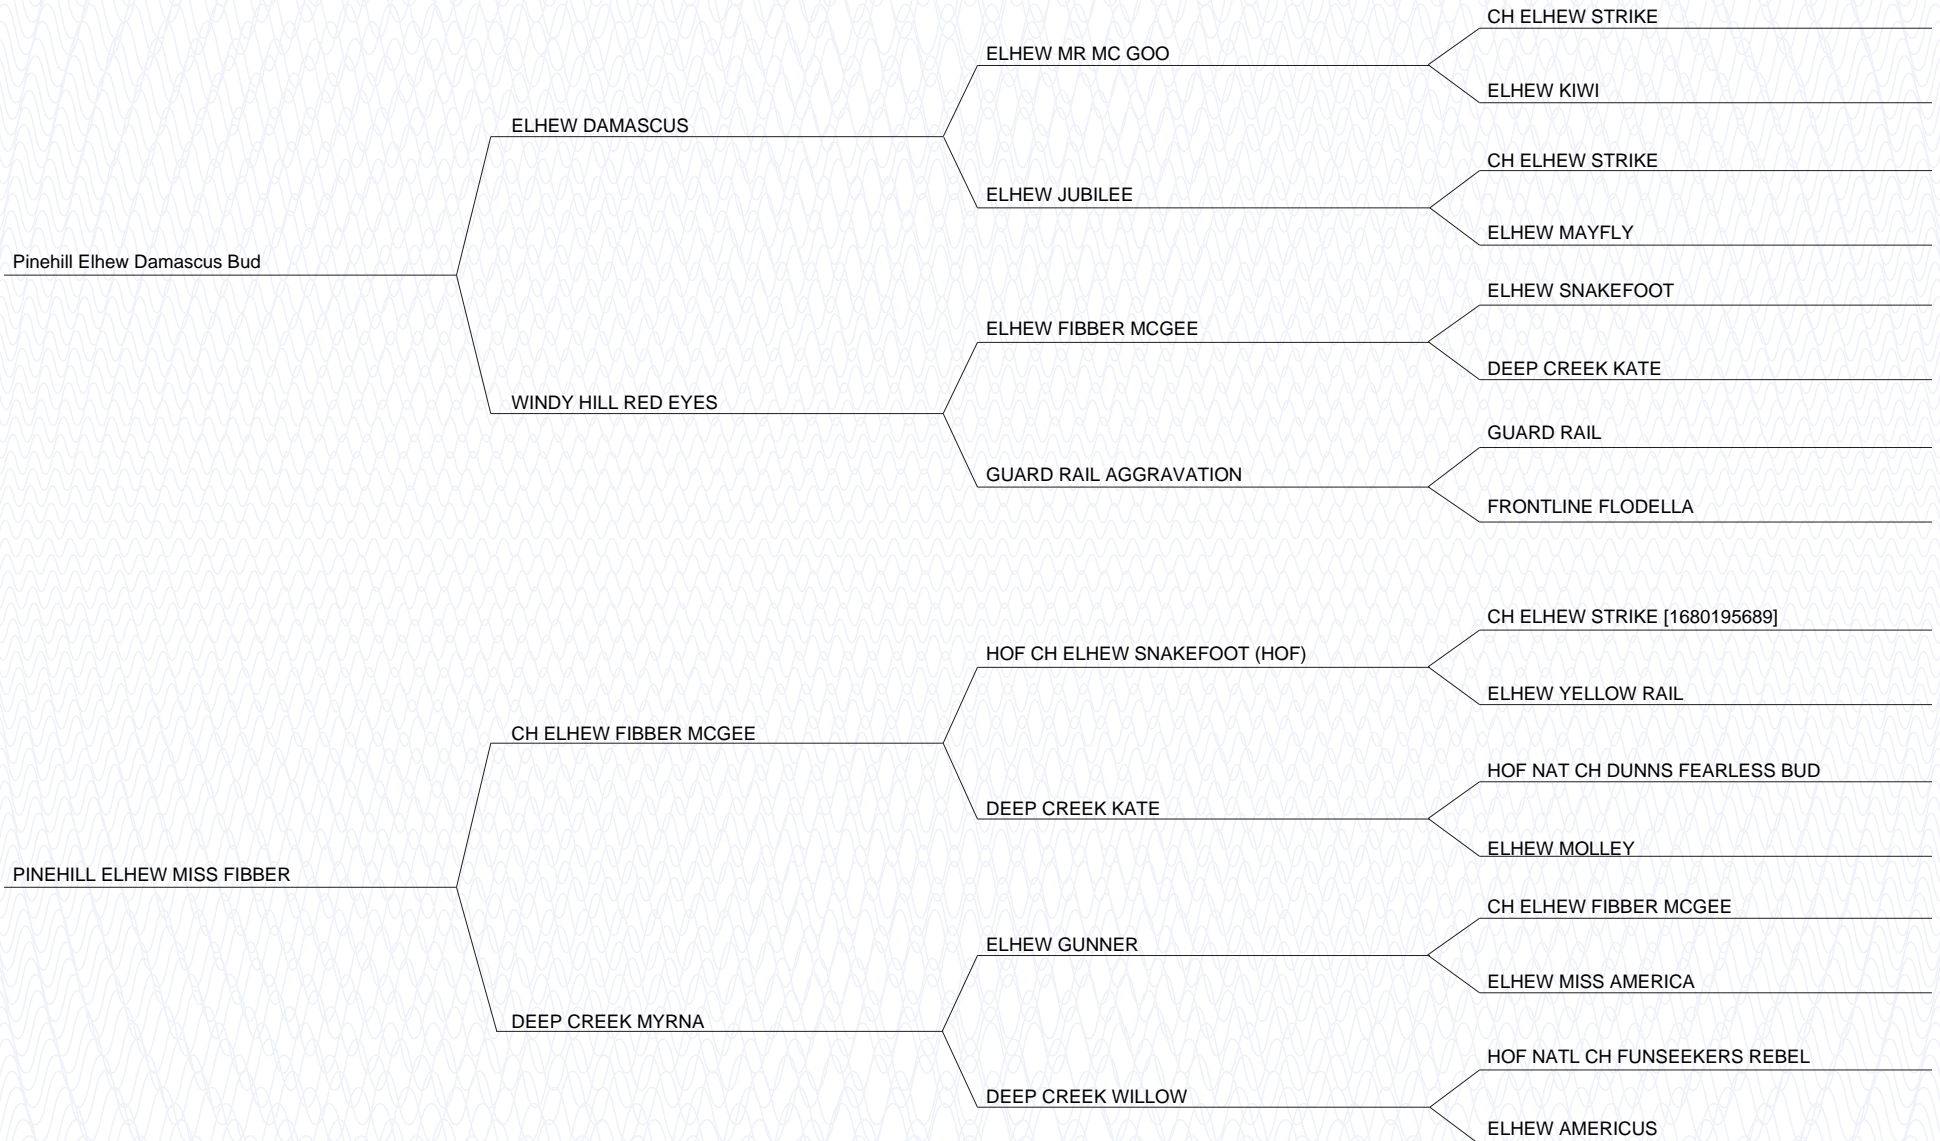 CH ELHEW STRIKE
ELHEW MR MC GOO
ELHEW KIWI
ELHEW DAMASCUS
CH ELHEW STRIKE
ELHEW JUBILEE
ELHEW MAYFLY
Pinehill Elhew Damascus Bud
ELHEW SNAKEFOOT
ELHEW FIBBER MCGEE
DEEP CREEK KATE
WINDY HILL RED EYES
GUARD RAIL
GUARD RAIL AGGRAVATION
FRONTLINE FLODELLA
CH ELHEW STRIKE [1680195689]
HOF CH ELHEW SNAKEFOOT (HOF)
ELHEW YELLOW RAIL
CH ELHEW FIBBER MCGEE
HOF NAT CH DUNNS FEARLESS BUD
DEEP CREEK KATE
ELHEW MOLLEY
PINEHILL ELHEW MISS FIBBER
CH ELHEW FIBBER MCGEE
ELHEW GUNNER
ELHEW MISS AMERICA
DEEP CREEK MYRNA
HOF NATL CH FUNSEEKERS REBEL
DEEP CREEK WILLOW
ELHEW AMERICUS